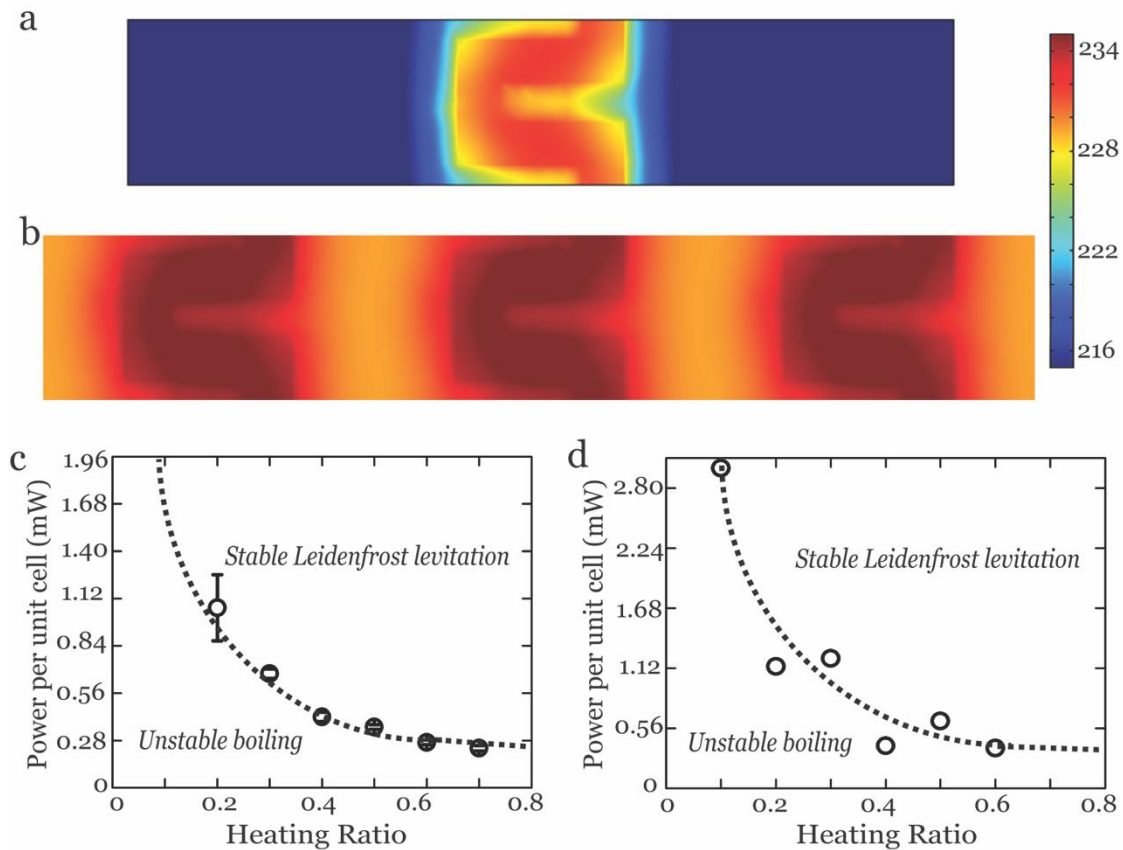 a
234
228
222
216
b
c
Power per unit cell (mW)
1.96
1.68
1.40
1.12
0.84
0.56
0.28
0
Stable Leidenfrost levitation
Unstable boiling
0 0.2 0.4 0.6 0.8
Heating Ratio
d
Power per unit cell (mW)
2.80
2.24
1.68
1.12
0.56
0
Stable Leidenfrost levitation
Unstable boiling
0 0.2 0.4 0.6 0.8
Heating Ratio